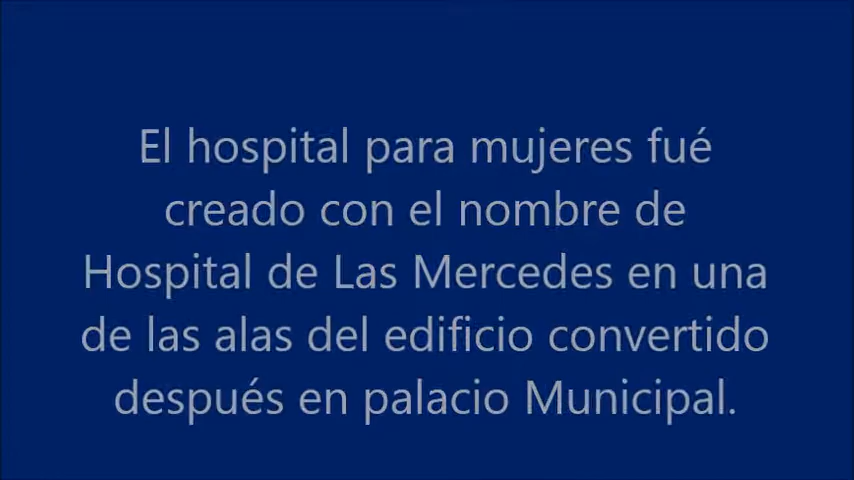 El hospital para mujeres fué
creado con el nombre de
Hospital de Las Mercedes en una
de las alas del edificio convertido
después en palacio Municipal.